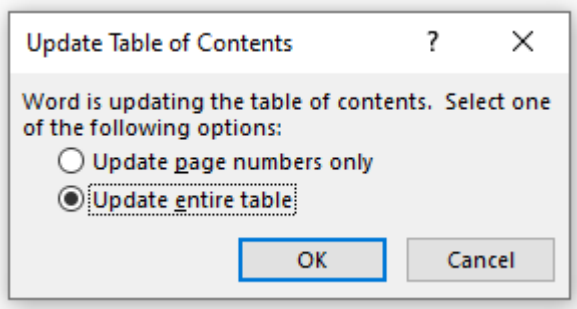 Update Table of Contents ?
Word is updating the table of contents. Select one
of the following options:
Update page numbers only
Update entire table
OK Cancel